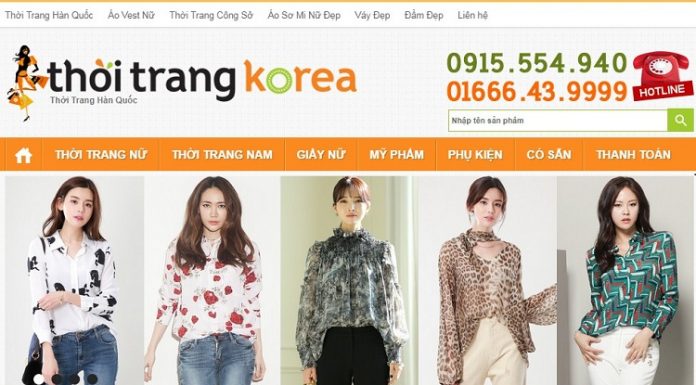 Thời Trang Hàn Quốc Áo Vest Nữ Thời Trang Công Sở Áo Sơ Mi Nữ Đẹp Váy Đẹp Đầm Đẹp Liên hệ
thời trang korea
Thời Trang Hàn Quốc
0915.554.940
01666.43.9999
HOTLINE
Nhập tên sản phẩm
THỜI TRANG NỮ THỜI TRANG NAM GIÀY NỮ MỸ PHẨM PHỤ KIỆN CÓ SẴN THANH TOÁN